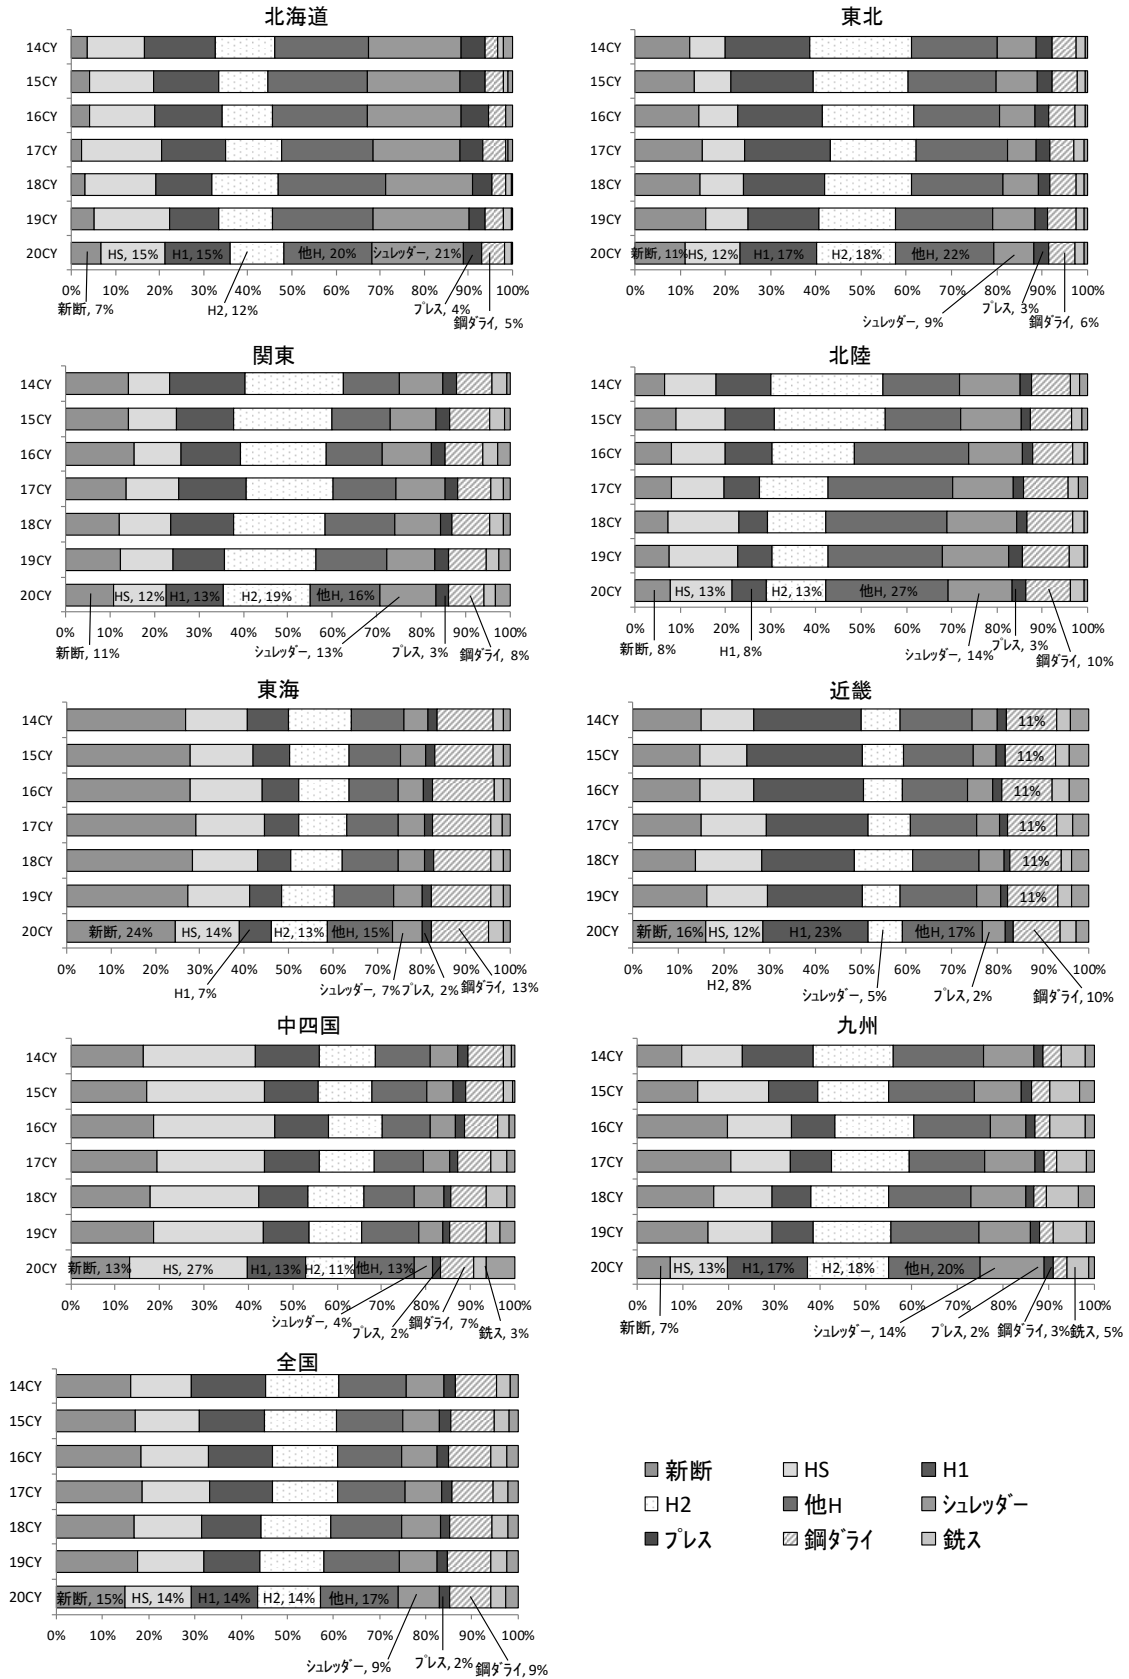 北海道
14CY
15CY
16CY
17CY
18CY
19CY
20CY HS, 15% H1, 15% 他H, 20% シュレッダー, 21%
0% 10% 20% 30% 40% 50% 60% 70% 80% 90% 100%
新断, 7% H2, 12% プレス, 4% 鋼ダライ, 5%
東北
14CY
15CY
16CY
17CY
18CY
19CY
20CY 新断, 11% HS, 12% H1, 17% H2, 18% 他H, 22%
0% 10% 20% 30% 40% 50% 60% 70% 80% 90% 100%
シュレッダー, 9% プレス, 3% 鋼ダライ, 6%
関東
14CY
15CY
16CY
17CY
18CY
19CY
20CY HS, 12% H1, 13% H2, 19% 他H, 16%
0% 10% 20% 30% 40% 50% 60% 70% 80% 90% 100%
新断, 11% シュレッダー, 13% プレス, 3% 鋼ダライ, 8%
北陸
14CY
15CY
16CY
17CY
18CY
19CY
20CY HS, 13% H2, 13% 他H, 27%
0% 10% 20% 30% 40% 50% 60% 70% 80% 90% 100%
新断, 8% H1, 8% シュレッダー, 14% プレス, 3% 鋼ダライ, 10%
東海
14CY
15CY
16CY
17CY
18CY
19CY
20CY 新断, 24% HS, 14% H2, 13% 他H, 15%
0% 10% 20% 30% 40% 50% 60% 70% 80% 90% 100%
H1, 7% シュレッダー, 7% プレス, 2% 鋼ダライ, 13%
近畿
14CY 11%
15CY 11%
16CY 11%
17CY 11%
18CY 11%
19CY 11%
20CY 新断, 16% HS, 12% H1, 23% 他H, 17%
0% 10% 20% 30% 40% 50% 60% 70% 80% 90% 100%
H2, 8% シュレッダー, 5% プレス, 2% 鋼ダライ, 10%
中四国
14CY
15CY
16CY
17CY
18CY
19CY
20CY 新断, 13% HS, 27% H1, 13% H2, 11% 他H, 13%
0% 10% 20% 30% 40% 50% 60% 70% 80% 90% 100%
シュレッダー, 4% プレス, 2% 鋼ダライ, 7% 銑ス, 3%
九州
14CY
15CY
16CY
17CY
18CY
19CY
20CY HS, 13% H1, 17% H2, 18% 他H, 20%
0% 10% 20% 30% 40% 50% 60% 70% 80% 90% 100%
新断, 7% シュレッダー, 14% プレス, 2% 鋼ダライ, 3% 銑ス, 5%
全国
14CY
15CY
16CY
17CY
18CY
19CY
20CY 新断, 15% HS, 14% H1, 14% H2, 14% 他H, 17%
0% 10% 20% 30% 40% 50% 60% 70% 80% 90% 100%
シュレッダー, 9% プレス, 2% 鋼ダライ, 9%
新断 HS H1
H2 他H シュレッダー
プレス 鋼ダライ 銑ス